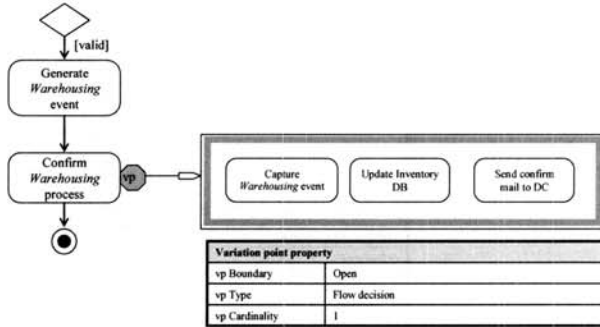 [valid]
Generate
Warehousing
event
Confirm
Warehousing
process
vp
Capture
Warehousing event
Update Inventory
DB
Send confirm
mail to DC
Variation point property
vp Boundary Open
vp Type Flow decision
vp Cardinality 1